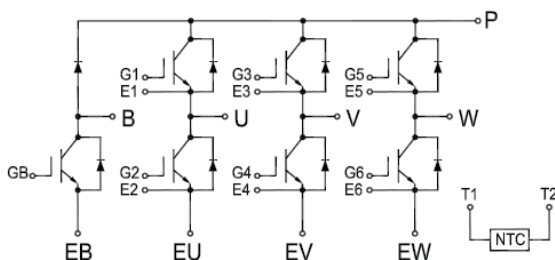 P
G1 G3 G5
E1 E3 E5
B U V W
GB G2 G4 G6
E2 E4 E6
T1 T2
NTC
EB EU EV EW